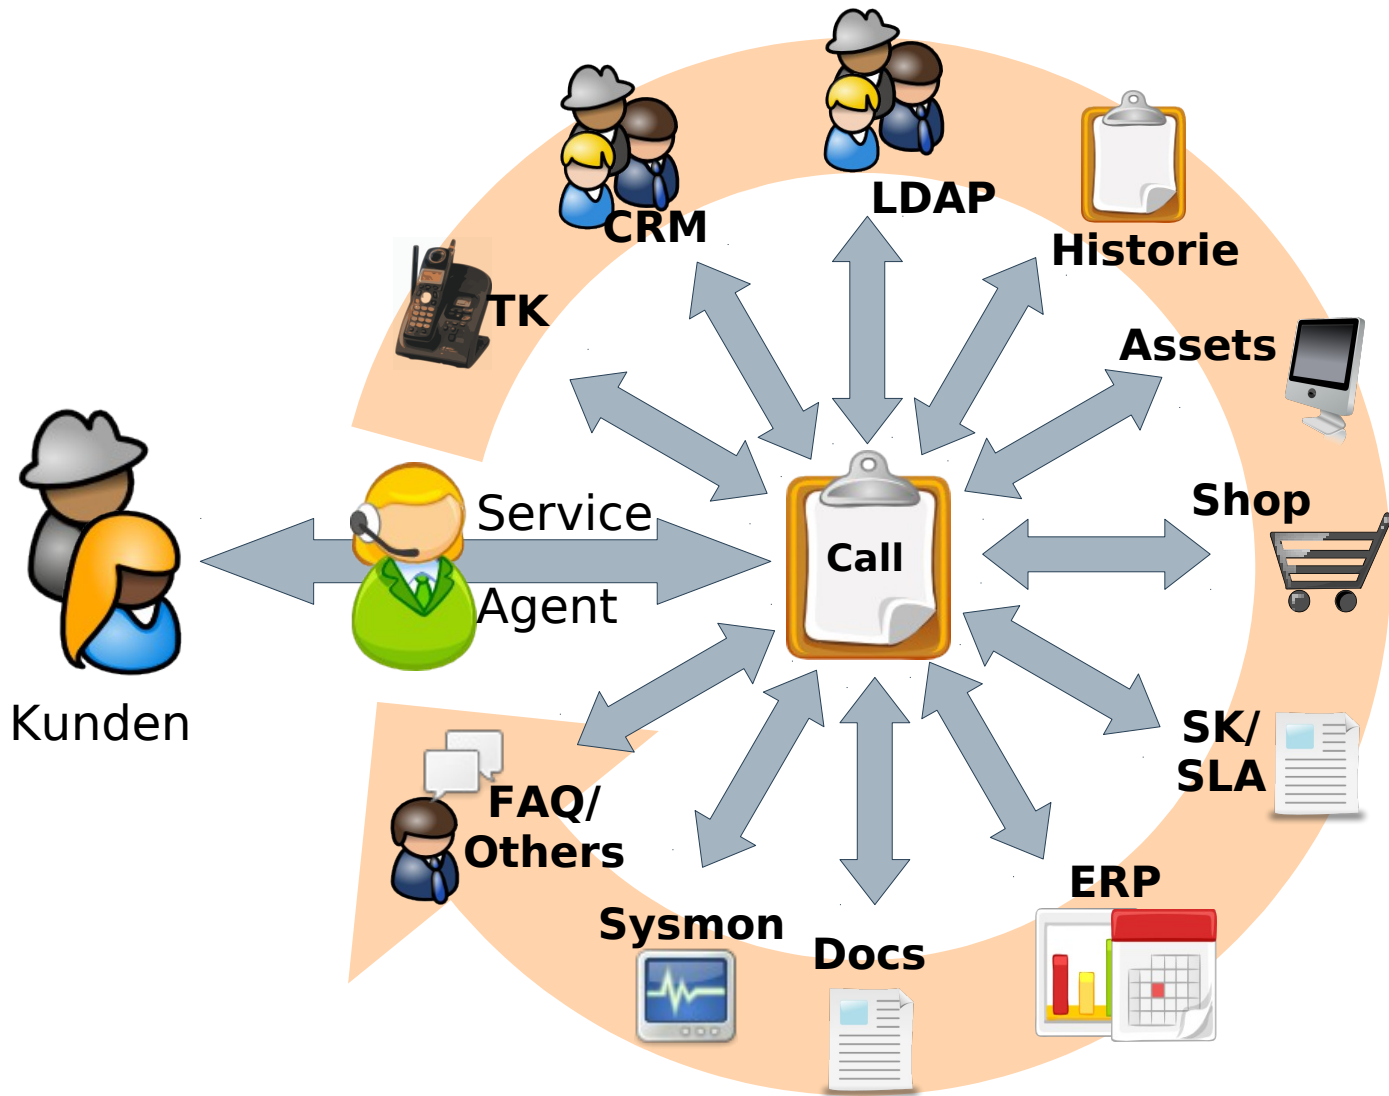 LDAP
CRM
Historie
TK
Assets
Service
Shop
Call
Agent
Kunden
SK/
SLA
FAQ/
Others
ERP
Sysmon
Docs